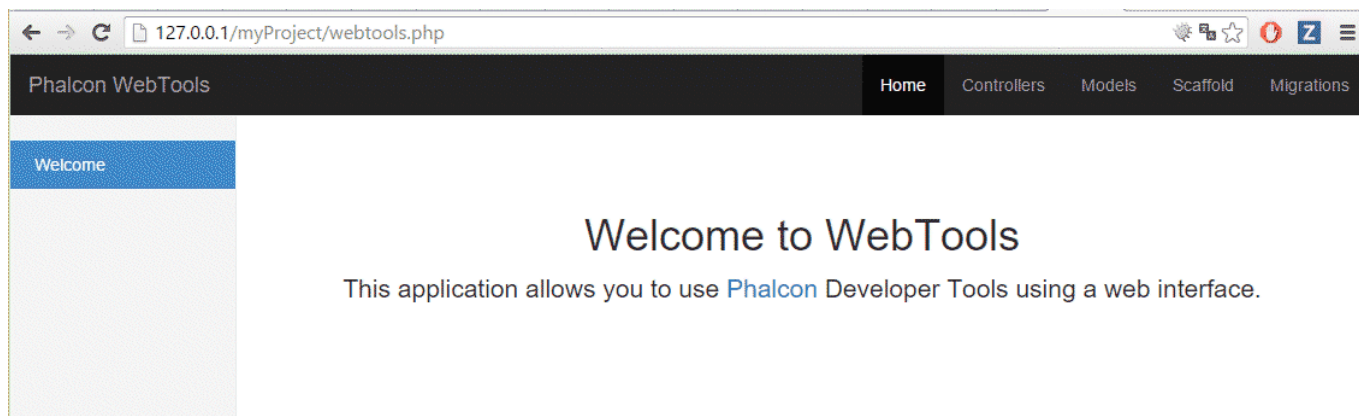 127.0.0.1/myProject/webtools.php
Z
Phalcon WebTools Home Controllers Models Scaffold Migrations
Welcome
Welcome to WebTools
This application allows you to use Phalcon Developer Tools using a web interface.